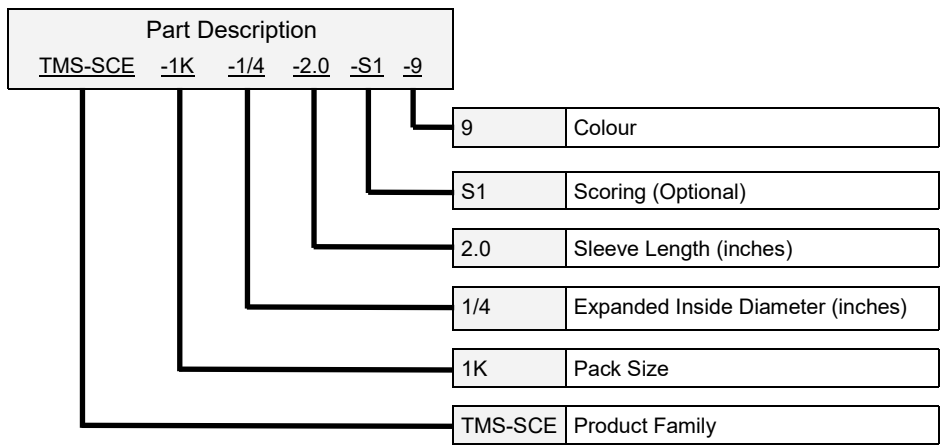 Part Description
TMS-SCE -1K -1/4 -2.0 -S1 -9
9 Colour
S1 Scoring (Optional)
2.0 Sleeve Length (inches)
1/4 Expanded Inside Diameter (inches)
1K Pack Size
TMS-SCE Product Family